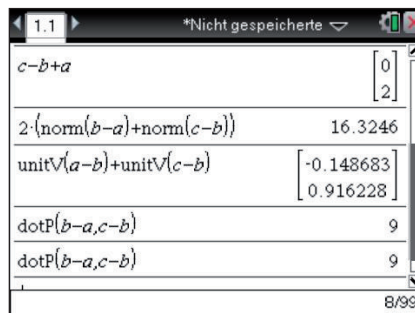 1.1 *Nicht gespeicherte
c−b+a [0 2]
2·(norm(b−a)+norm(c−b)) 16.3246
unitV(a−b)+unitV(c−b) [-0.148683 0.916228]
dotP(b−a,c−b) 9
dotP(b−a,c−b) 9
8/99